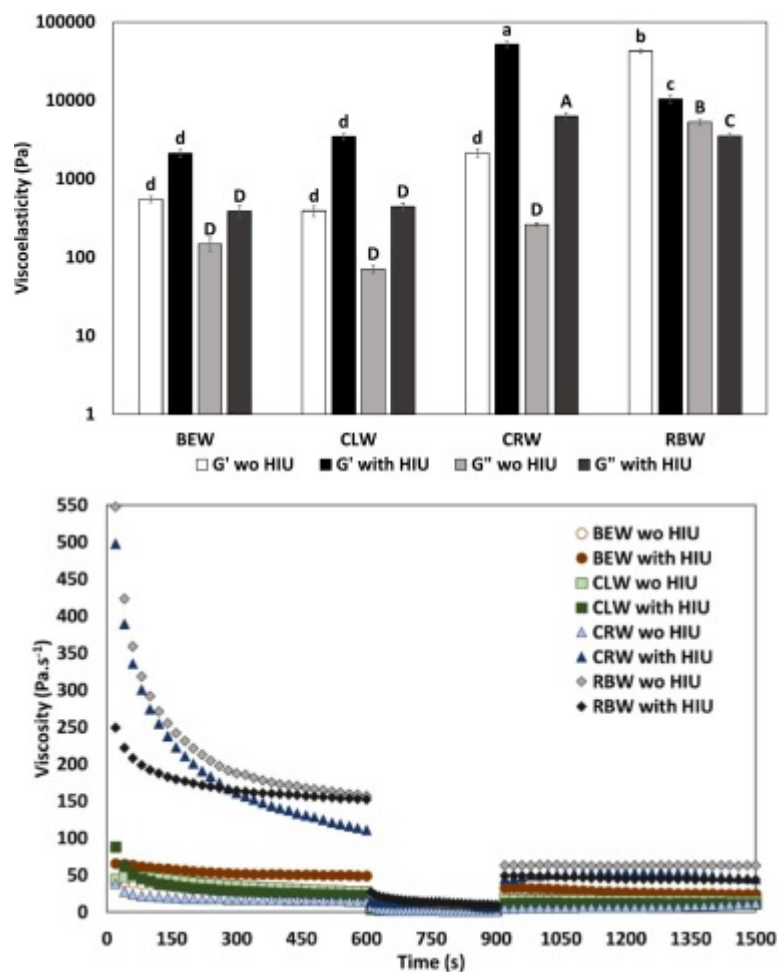 Viscoelasticity (Pa)
100000
10000
1000
100
10
1
d d D D
d d D D
d a D A
b c B C
BEW CLW CRW RBW
G' wo HIU G' with HIU G" wo HIU G" with HIU
Viscosity (Pa.s⁻¹)
550
500
450
400
350
300
250
200
150
100
50
0
BEW wo HIU
BEW with HIU
CLW wo HIU
CLW with HIU
CRW wo HIU
CRW with HIU
RBW wo HIU
RBW with HIU
0 150 300 450 600 750 900 1050 1200 1350 1500
Time (s)